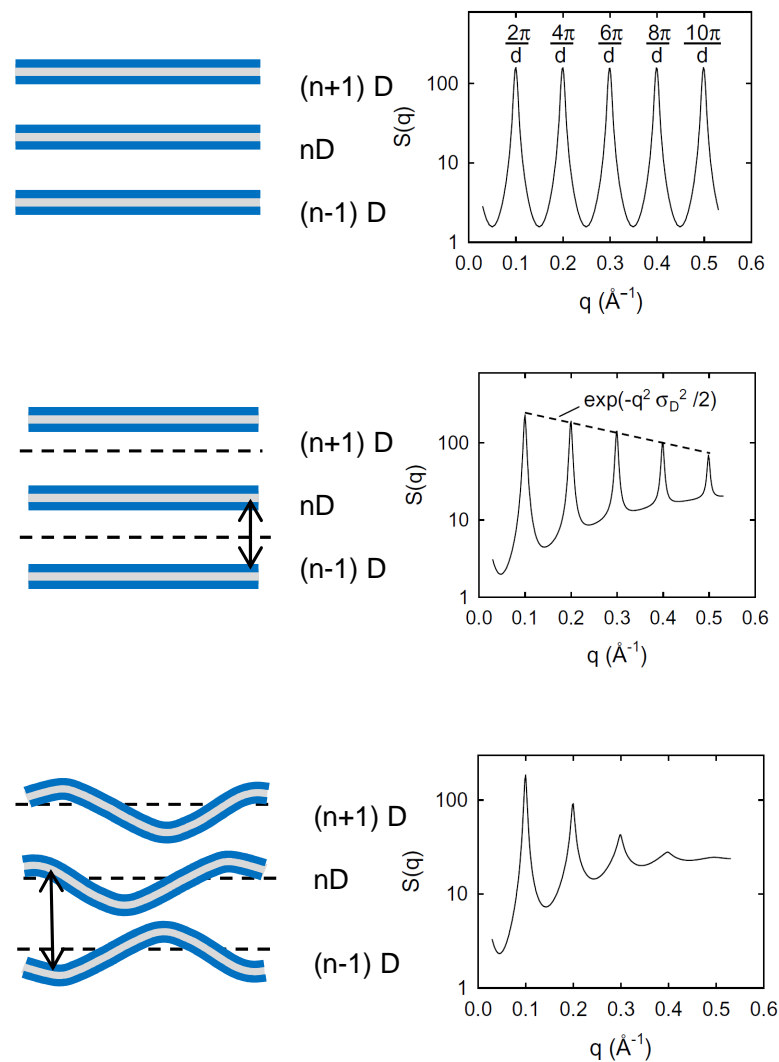 (n+1) D
nD
(n-1) D
2π/d 4π/d 6π/d 8π/d 10π/d
S(q)
100
10
1
0.0 0.1 0.2 0.3 0.4 0.5 0.6
q (Å⁻¹)
(n+1) D
nD
(n-1) D
exp(-q² σ_D² /2)
S(q)
100
10
1
0.0 0.1 0.2 0.3 0.4 0.5 0.6
q (Å⁻¹)
(n+1) D
nD
(n-1) D
S(q)
100
10
1
0.0 0.1 0.2 0.3 0.4 0.5 0.6
q (Å⁻¹)